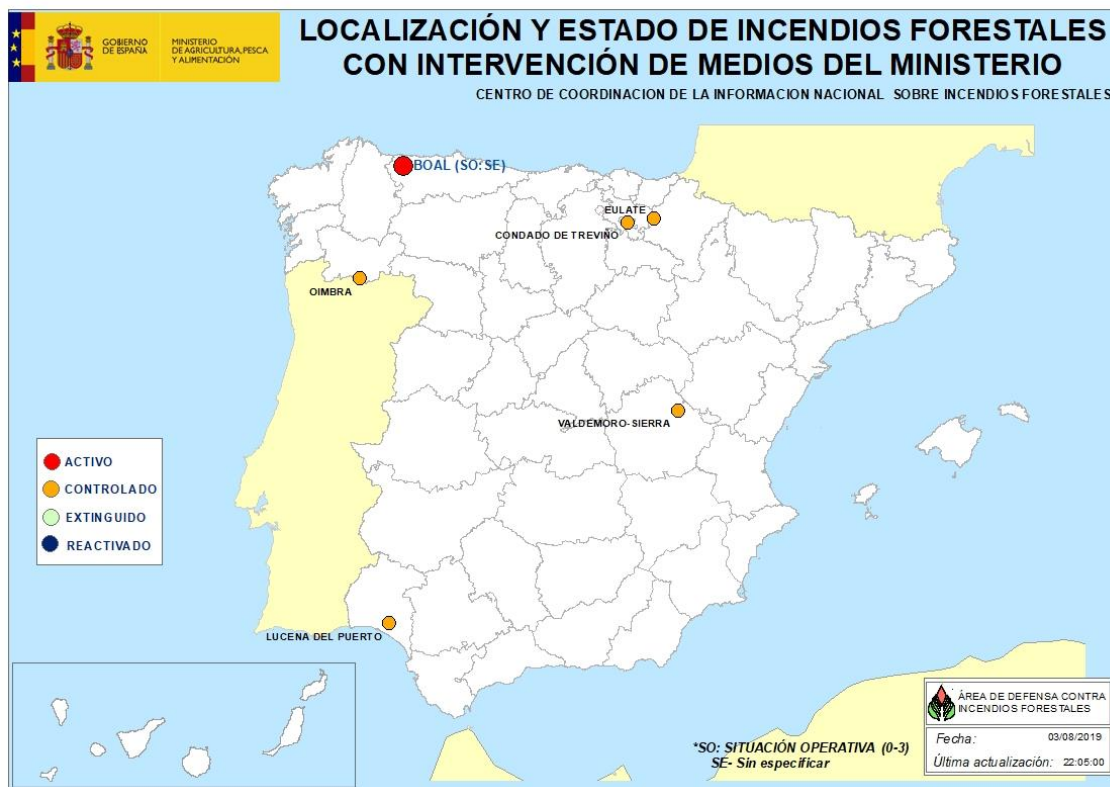 GOBIERNO
DE ESPAÑA
MINISTERIO
DE AGRICULTURA, PESCA
Y ALIMENTACIÓN
LOCALIZACIÓN Y ESTADO DE INCENDIOS FORESTALES
CON INTERVENCIÓN DE MEDIOS DEL MINISTERIO
CENTRO DE COORDINACION DE LA INFORMACION NACIONAL SOBRE INCENDIOS FORESTALES
BOAL (SO:SE)
EULATE
CONDADO DE TREVIÑO
OIMBRA
VALDEMORO-SIERRA
ACTIVO
CONTROLADO
EXTINGUIDO
REACTIVADO
LUCENA DEL PUERTO
*SO: SITUACIÓN OPERATIVA (0-3)
SE- Sin especificar
ÁREA DE DEFENSA CONTRA
INCENDIOS FORESTALES
Fecha: 03/08/2019
Última actualización: 22:05:00